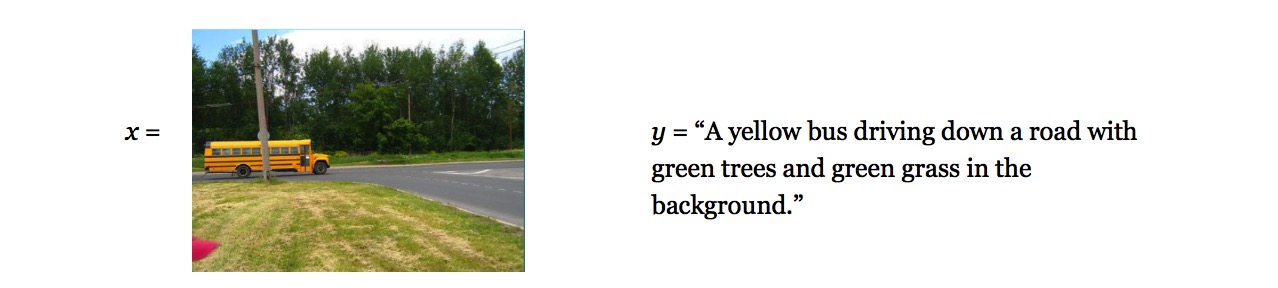 x =
y = “A yellow bus driving down a road with
green trees and green grass in the
background.”